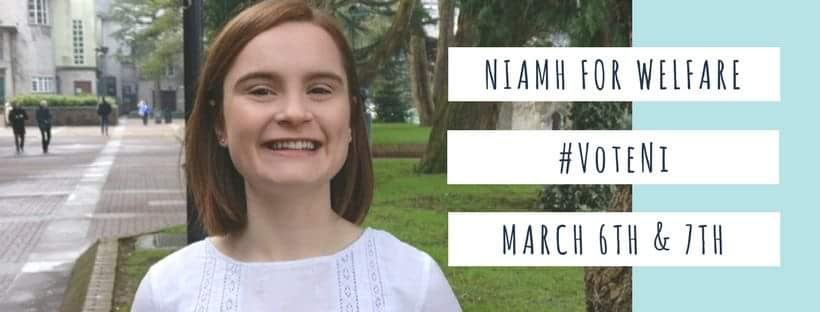 NIAMH FOR WELFARE
#VOTENI
MARCH 6TH & 7TH